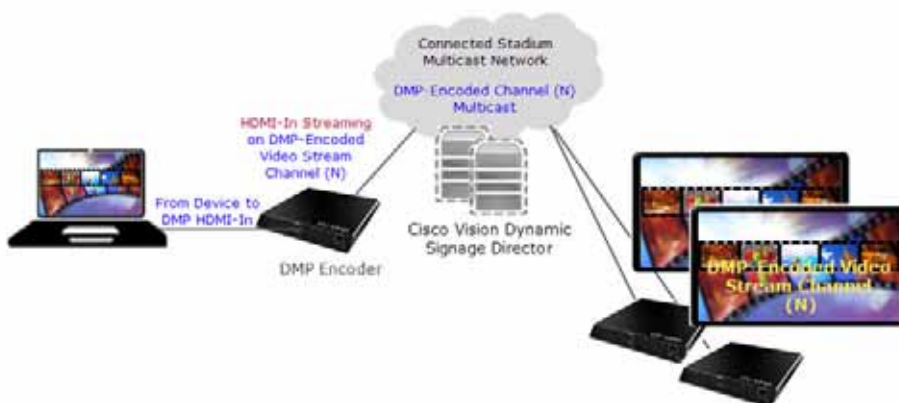 Connected Stadium
Multicast Network
DMP-Encoded Channel (N)
Multicast
HDMI-In Streaming
on DMP-Encoded
Video Stream
Channel (N)
From Device to
DMP HDMI-In
DMP Encoder
Cisco Vision Dynamic
Signage Director
DMP-Encoded Video
Stream Channel
(N)